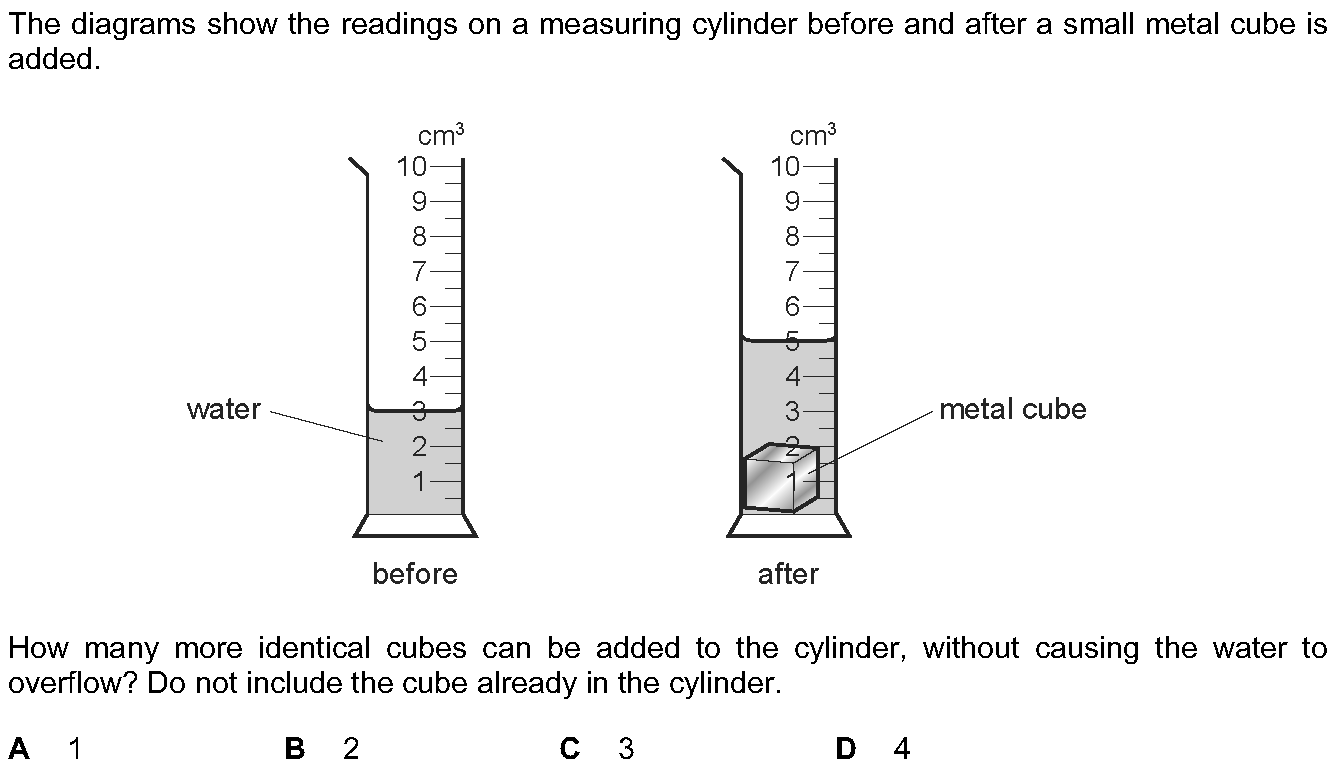 The diagrams show the readings on a measuring cylinder before and after a small metal cube is
added.
cm³ cm³
10 10
9 9
8 8
7 7
6 6
5 5
4 4
water 3 3 metal cube
2 2
1 1
before after
How many more identical cubes can be added to the cylinder, without causing the water to
overflow? Do not include the cube already in the cylinder.
A 1 B 2 C 3 D 4